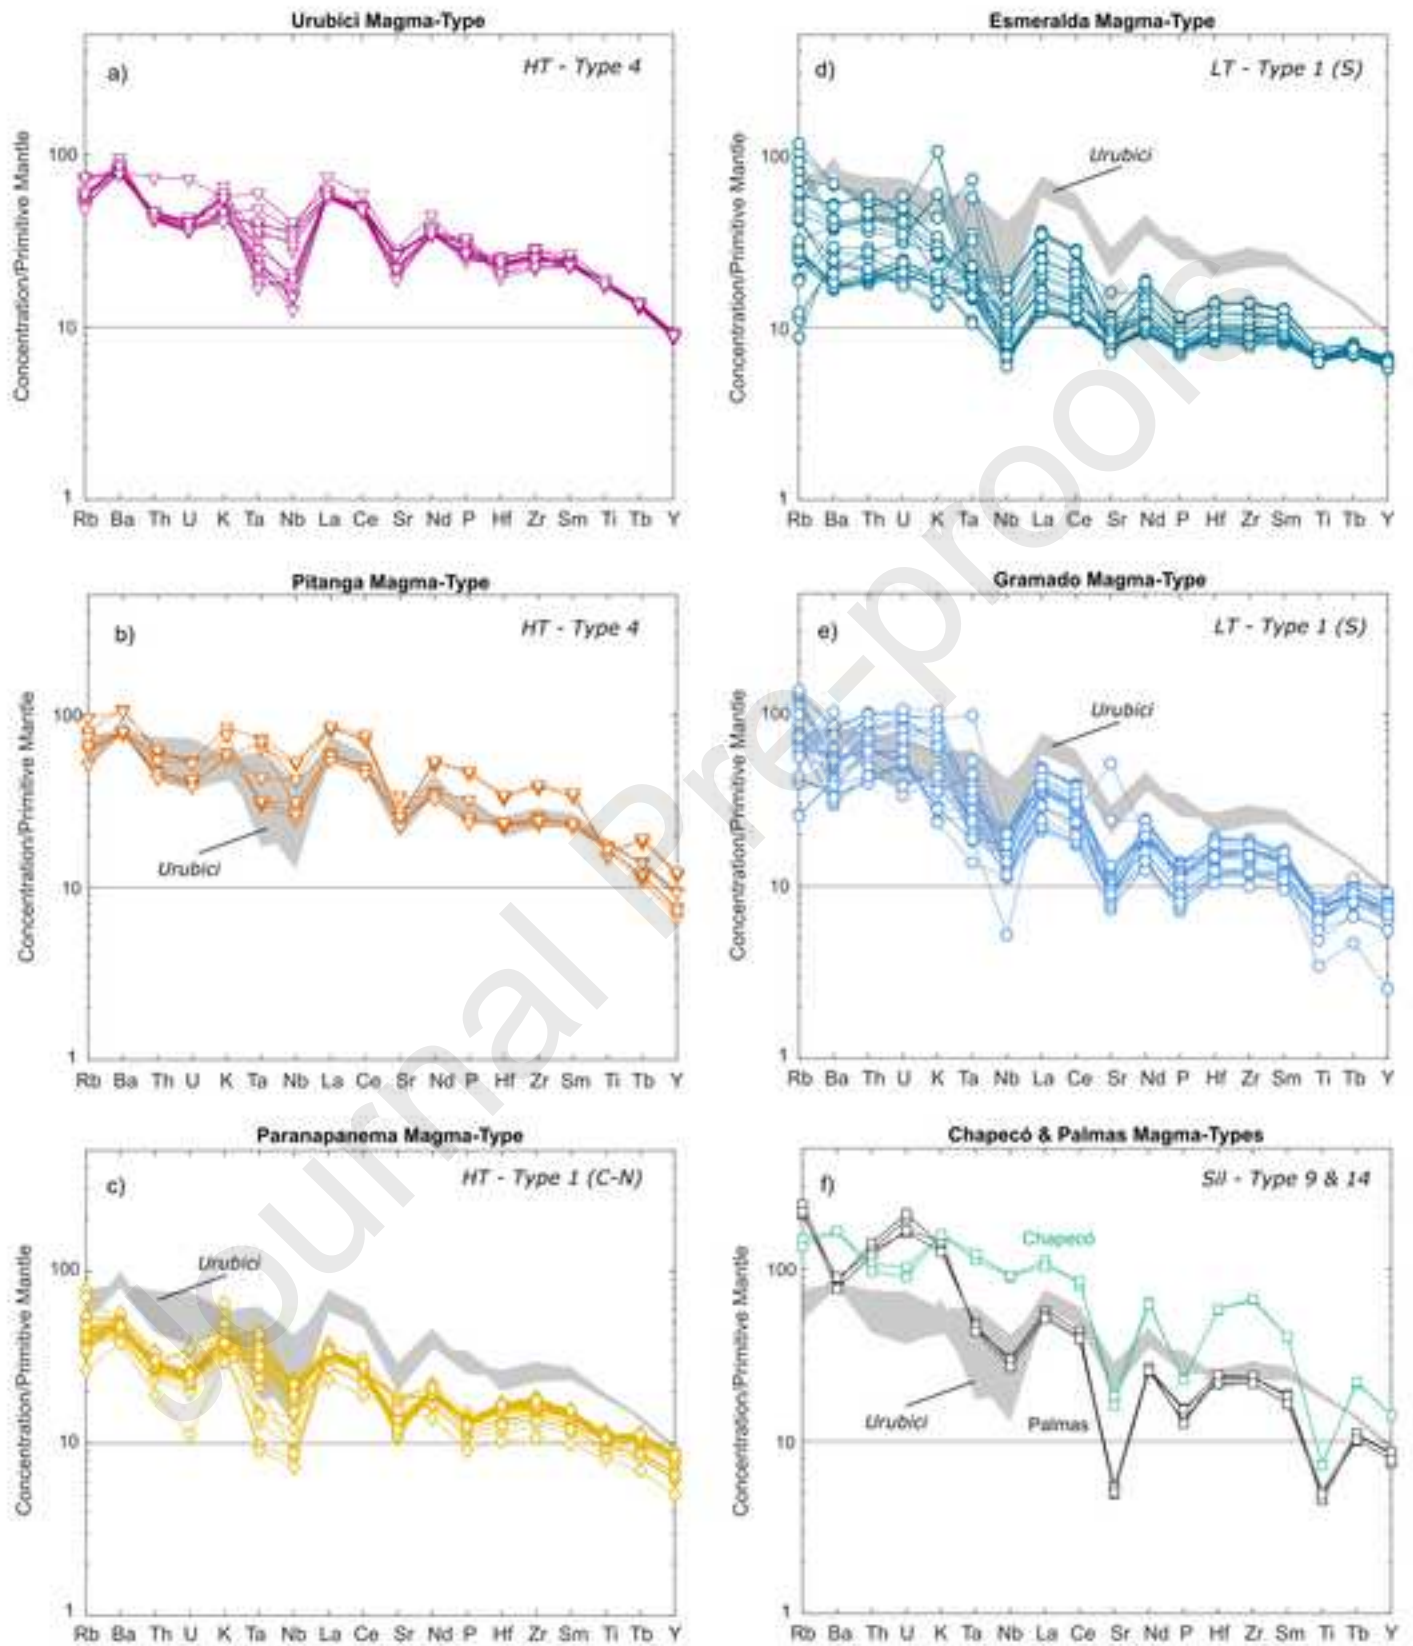 Urubici Magma-Type
a)
HT - Type 4
Concentration/Primitive Mantle
100
10
1
Rb Ba Th U K Ta Nb La Ce Sr Nd P Hf Zr Sm Ti Tb Y
Esmeralda Magma-Type
d)
LT - Type 1 (S)
Urubici
Concentration/Primitive Mantle
100
10
1
Rb Ba Th U K Ta Nb La Ce Sr Nd P Hf Zr Sm Ti Tb Y
Pitanga Magma-Type
b)
HT - Type 4
Urubici
Concentration/Primitive Mantle
100
10
1
Rb Ba Th U K Ta Nb La Ce Sr Nd P Hf Zr Sm Ti Tb Y
Gramado Magma-Type
e)
LT - Type 1 (S)
Urubici
Concentration/Primitive Mantle
100
10
1
Rb Ba Th U K Ta Nb La Ce Sr Nd P Hf Zr Sm Ti Tb Y
Paranapanema Magma-Type
c)
HT - Type 1 (C-N)
Urubici
Concentration/Primitive Mantle
100
10
1
Rb Ba Th U K Ta Nb La Ce Sr Nd P Hf Zr Sm Ti Tb Y
Chapecó & Palmas Magma-Types
f)
Sil - Type 9 & 14
Chapecó
Urubici
Palmas
Concentration/Primitive Mantle
100
10
1
Rb Ba Th U K Ta Nb La Ce Sr Nd P Hf Zr Sm Ti Tb Y
Journal Pre-proofs